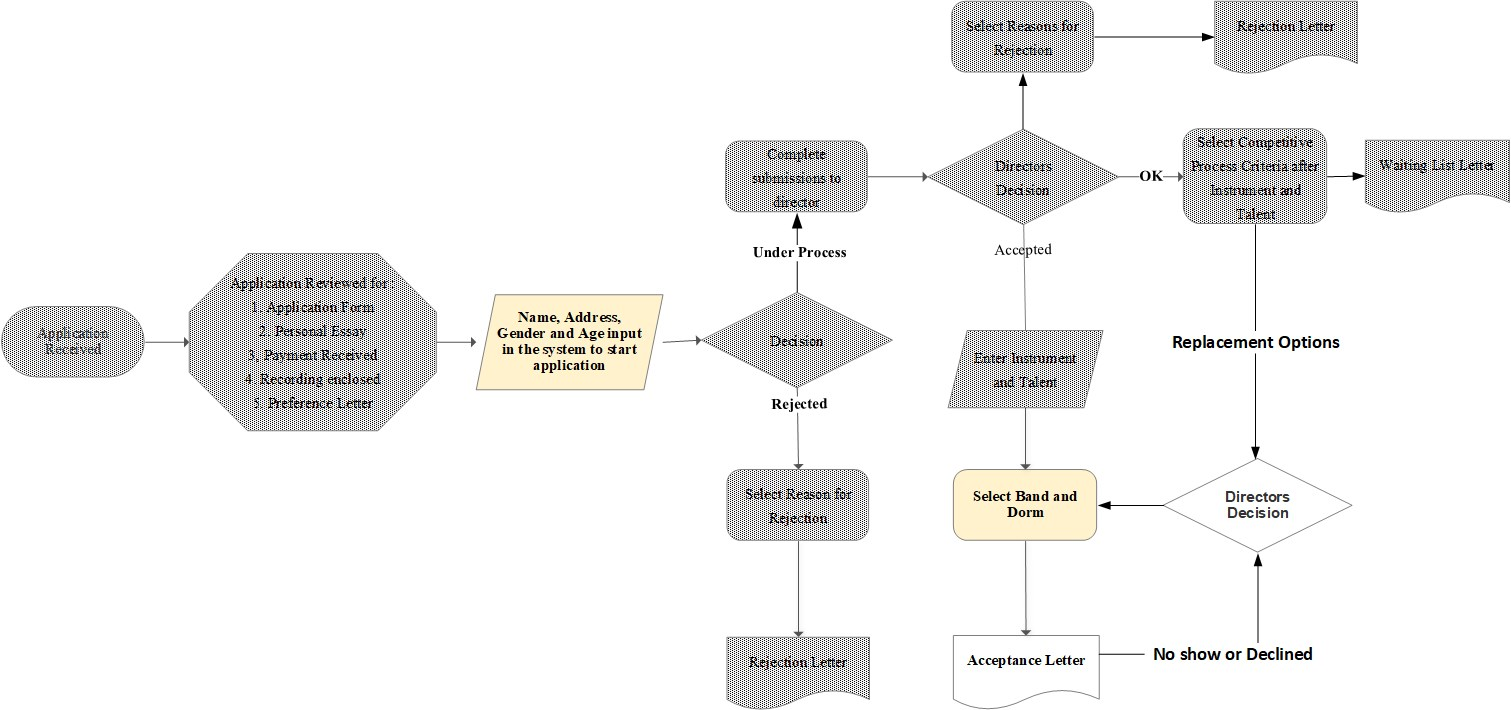 Application
Received
Application Reviewed for:
1. Application Form
2. Personal Essay
3, Payment Received
4. Recording enclosed
5. Preference Letter
Name, Address,
Gender and Age input
in the system to start
application
Decision
Under Process
Complete
submissions to
director
Rejected
Select Reason for
Rejection
Rejection Letter
Directors
Decision
Select Reasons for
Rejection
Rejection Letter
OK
Select Competitive
Process Criteria after
Instrument and
Talent
Waiting List Letter
Accepted
Enter Instrument
and Talent
Select Band and
Dorm
Acceptance Letter
Replacement Options
Directors
Decision
No show or Declined